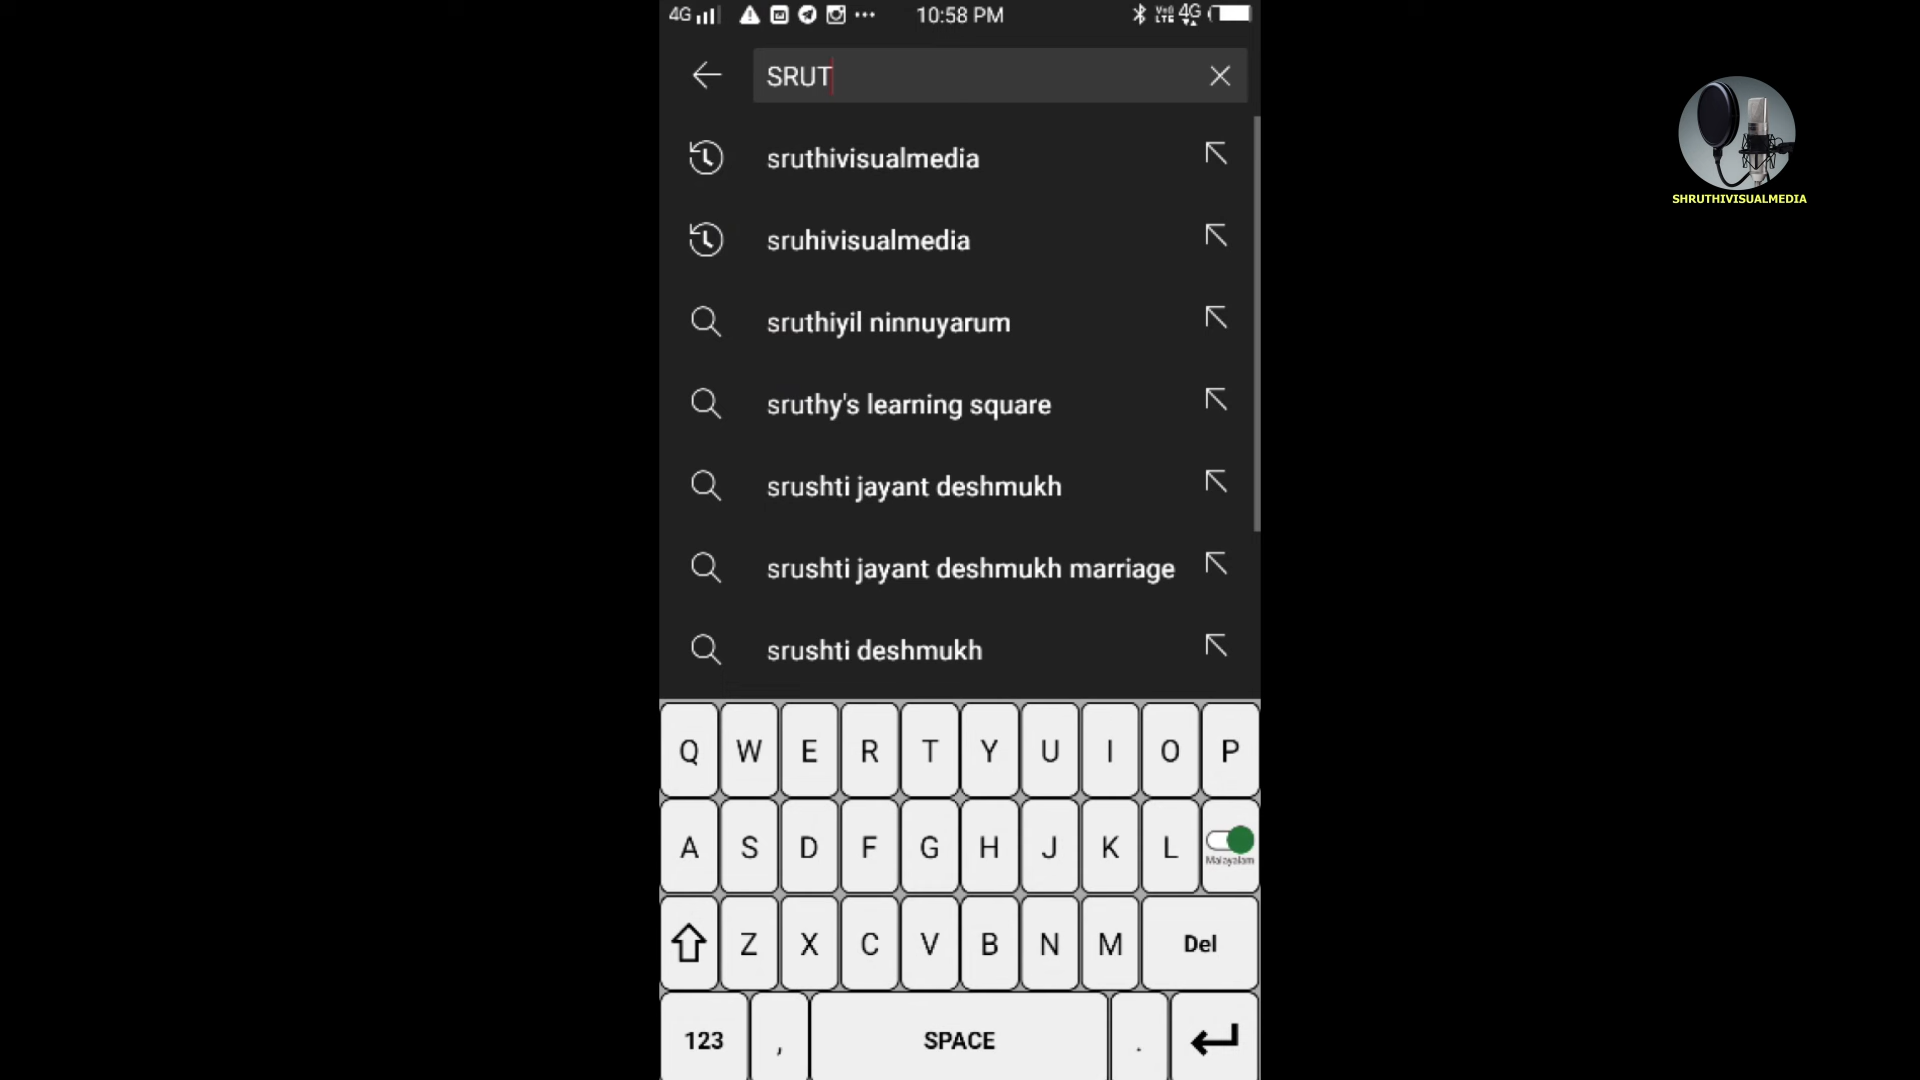 4G 10:58 PM VoLTE 4G
SRUT
sruthivisualmedia
sruhivisualmedia
sruthiyil ninnuyarum
sruthy's learning square
srushti jayant deshmukh
srushti jayant deshmukh marriage
srushti deshmukh
Q W E R T Y U I O P
A S D F G H J K L Malayalam
Z X C V B N M Del
123 , SPACE .
SHRUTHIVISUALMEDIA